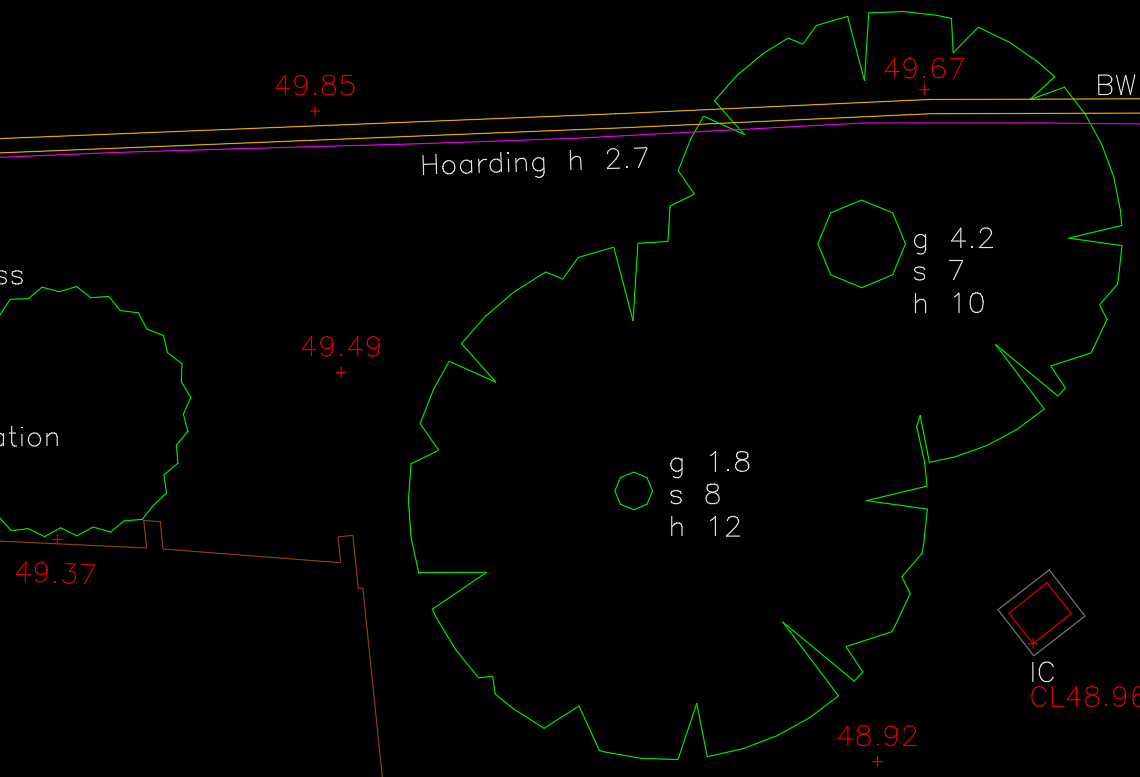 49.67
49.85
BW
Hoarding h 2.7
g 4.2
s 7
h 10
ss
49.49
ation
g 1.8
s 8
h 12
49.37
IC
CL48.96
48.92